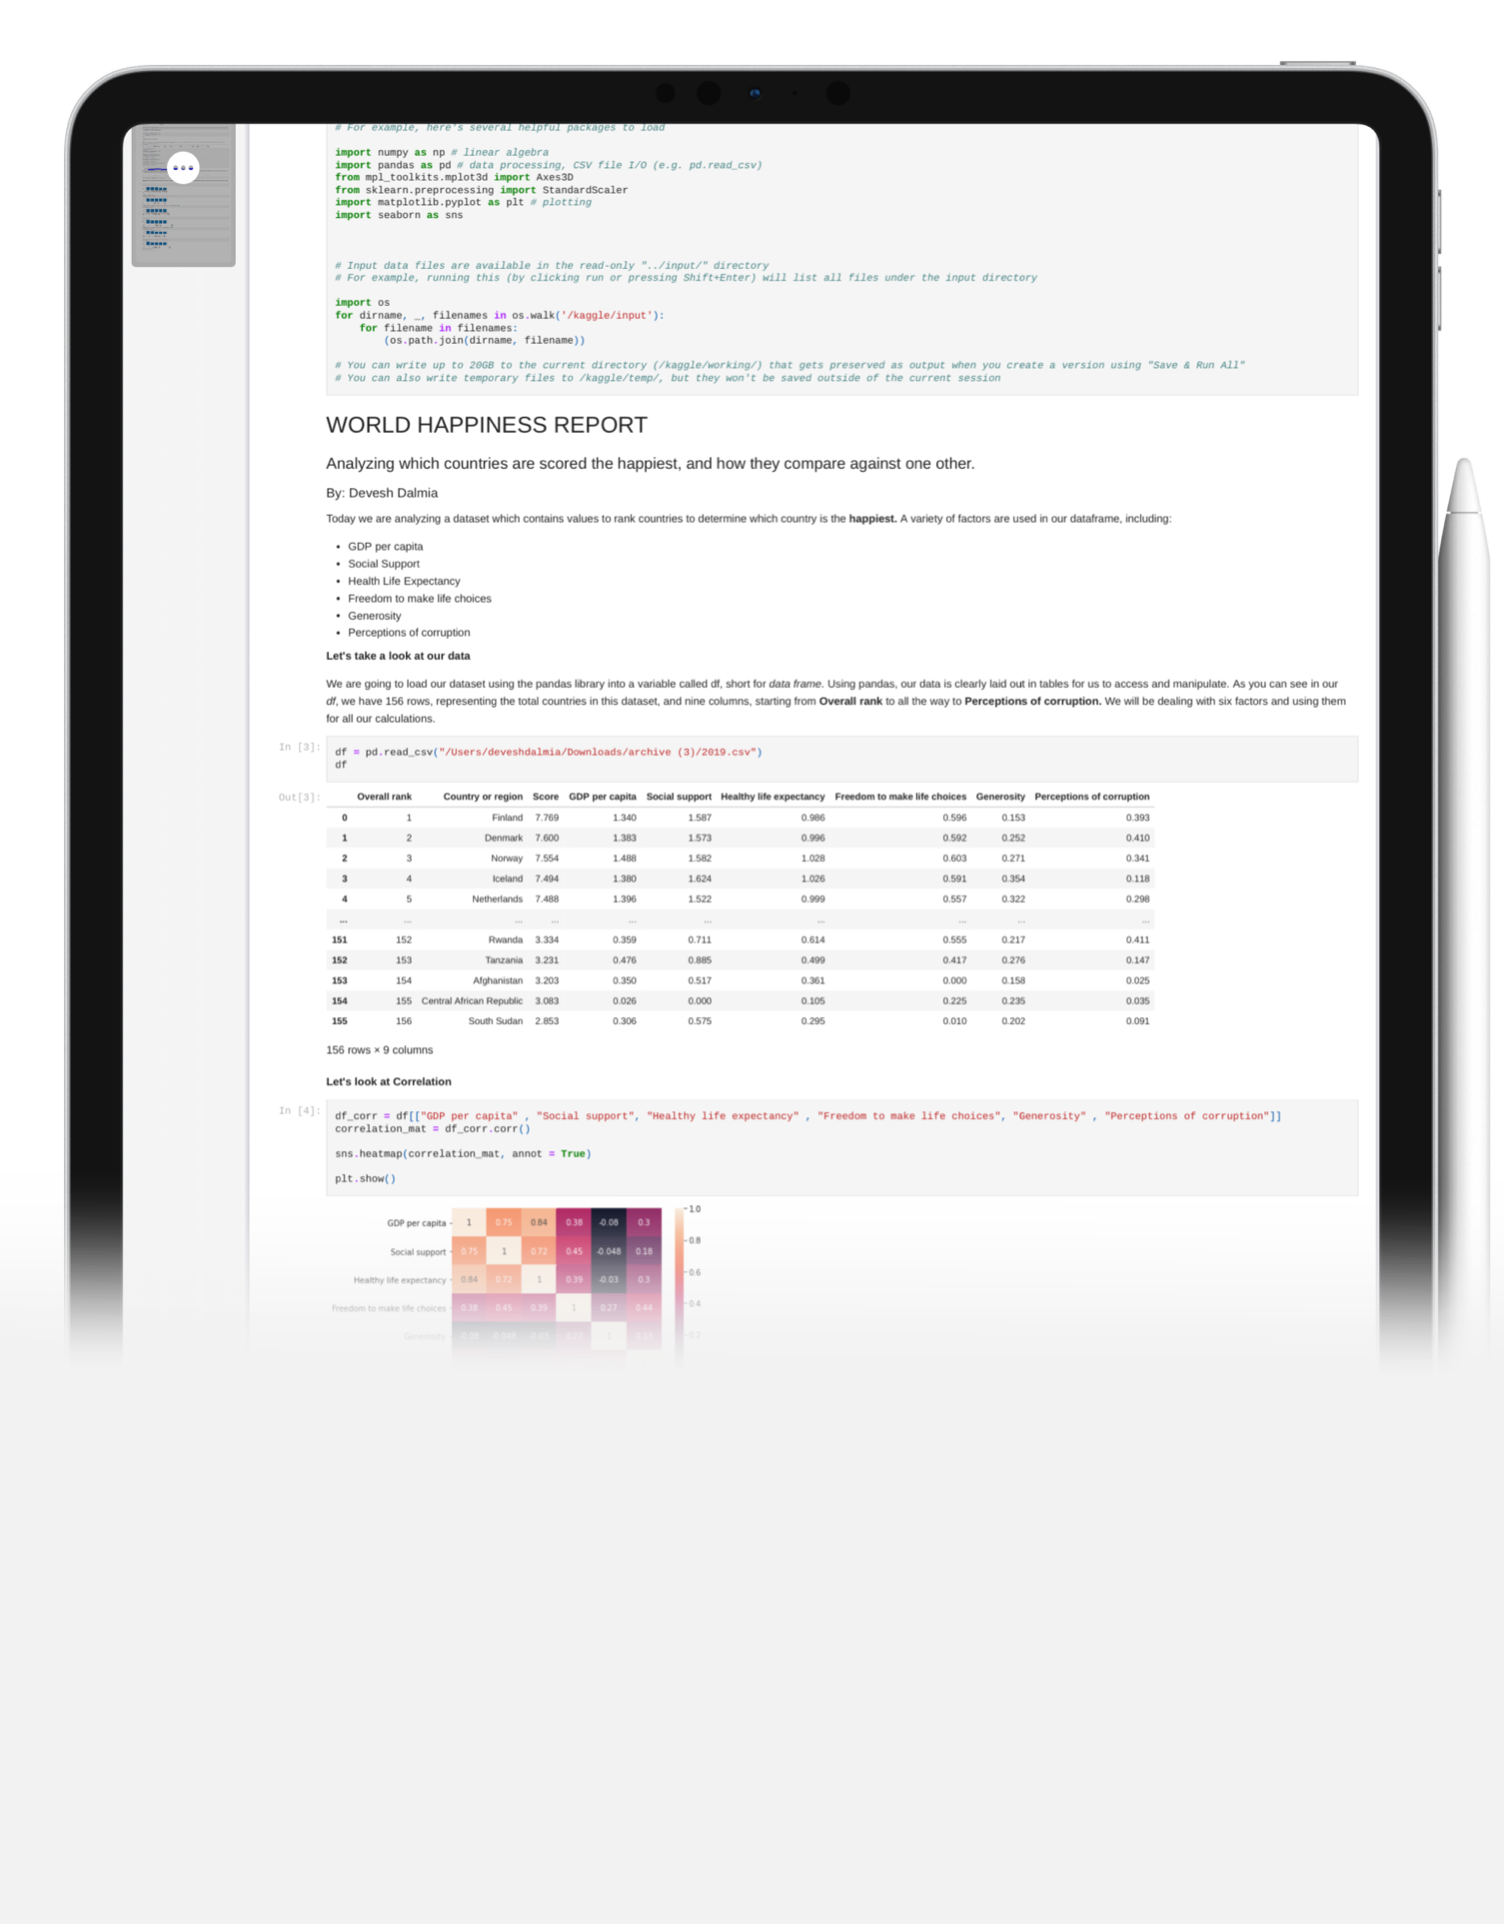 # For example, here's several helpful packages to load
import numpy as np # linear algebra
import pandas as pd # data processing, CSV file I/O (e.g. pd.read_csv)
from mpl_toolkits.mplot3d import Axes3D
from sklearn.preprocessing import StandardScaler
import matplotlib.pyplot as plt # plotting
import seaborn as sns
# Input data files are available in the read-only "../input/" directory
# For example, running this (by clicking run or pressing Shift+Enter) will list all files under the input directory
import os
for dirname, _, filenames in os.walk('/kaggle/input'):
    for filename in filenames:
        (os.path.join(dirname, filename))
# You can write up to 20GB to the current directory (/kaggle/working/) that gets preserved as output when you create a version using "Save & Run All"
# You can also write temporary files to /kaggle/temp/, but they won't be saved outside of the current session
WORLD HAPPINESS REPORT
Analyzing which countries are scored the happiest, and how they compare against one other.
By: Devesh Dalmia
Today we are analyzing a dataset which contains values to rank countries to determine which country is the happiest. A variety of factors are used in our dataframe, including:
• GDP per capita
• Social Support
• Health Life Expectancy
• Freedom to make life choices
• Generosity
• Perceptions of corruption
Let's take a look at our data
We are going to load our dataset using the pandas library into a variable called df, short for data frame. Using pandas, our data is clearly laid out in tables for us to access and manipulate. As you can see in our
df, we have 156 rows, representing the total countries in this dataset, and nine columns, starting from Overall rank to all the way to Perceptions of corruption. We will be dealing with six factors and using them
for all our calculations.
In [3]: df = pd.read_csv("/Users/deveshdalmia/Downloads/archive (3)/2019.csv")
df
Out[3]: Overall rank Country or region Score GDP per capita Social support Healthy life expectancy Freedom to make life choices Generosity Perceptions of corruption
0 1 Finland 7.769 1.340 1.587 0.986 0.596 0.153 0.393
1 2 Denmark 7.600 1.383 1.573 0.996 0.592 0.252 0.410
2 3 Norway 7.554 1.488 1.582 1.028 0.603 0.271 0.341
3 4 Iceland 7.494 1.380 1.624 1.026 0.591 0.354 0.118
4 5 Netherlands 7.488 1.396 1.522 0.999 0.557 0.322 0.298
... ... ... ... ... ... ... ... ... ...
151 152 Rwanda 3.334 0.359 0.711 0.614 0.555 0.217 0.411
152 153 Tanzania 3.231 0.476 0.885 0.499 0.417 0.276 0.147
153 154 Afghanistan 3.203 0.350 0.517 0.361 0.000 0.158 0.025
154 155 Central African Republic 3.083 0.026 0.000 0.105 0.225 0.235 0.035
155 156 South Sudan 2.853 0.306 0.575 0.295 0.010 0.202 0.091
156 rows × 9 columns
Let's look at Correlation
In [4]: df_corr = df[["GDP per capita" , "Social support", "Healthy life expectancy" , "Freedom to make life choices", "Generosity" , "Perceptions of corruption"]]
correlation_mat = df_corr.corr()
sns.heatmap(correlation_mat, annot = True)
plt.show()
GDP per capita 1 0.75 0.84 0.38 -0.08 0.3 1.0
Social support 0.75 1 0.72 0.45 -0.048 0.18 0.8
Healthy life expectancy 0.84 0.72 1 0.39 -0.03 0.3 0.6
Freedom to make life choices 0.38 0.45 0.39 1 0.27 0.44 0.4
Generosity -0.08 -0.048 -0.03 0.27 1 0.2